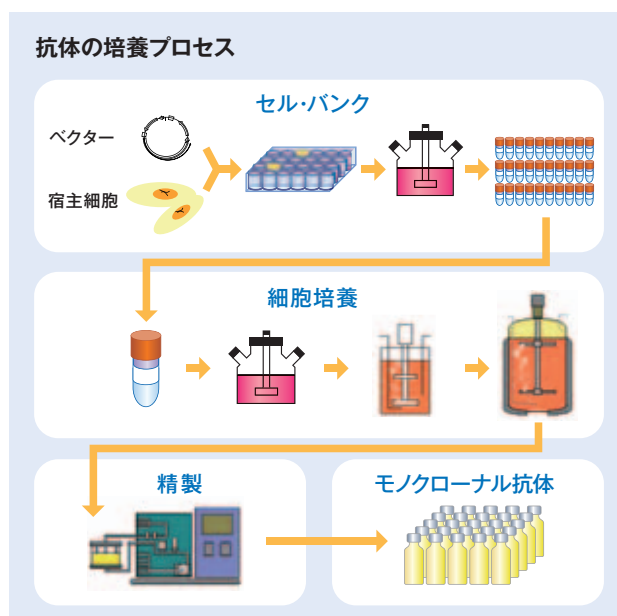 抗体の培養プロセス
セル・バンク
ベクター
宿主細胞
細胞培養
精製
モノクローナル抗体